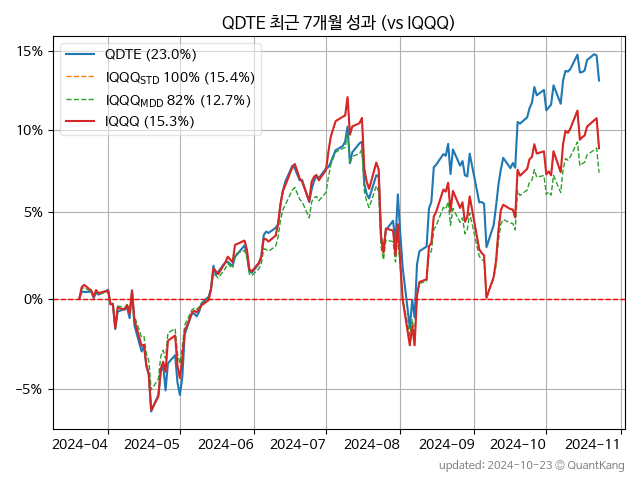 QDTE 최근 7개월 성과 (vs IQQQ)
15%
10%
5%
0%
−5%
QDTE (23.0%)
IQQQSTD 100% (15.4%)
IQQQMDD 82% (12.7%)
IQQQ (15.3%)
2024-04 2024-05 2024-06 2024-07 2024-08 2024-09 2024-10 2024-11
updated: 2024-10-23 ⓒ QuantKang